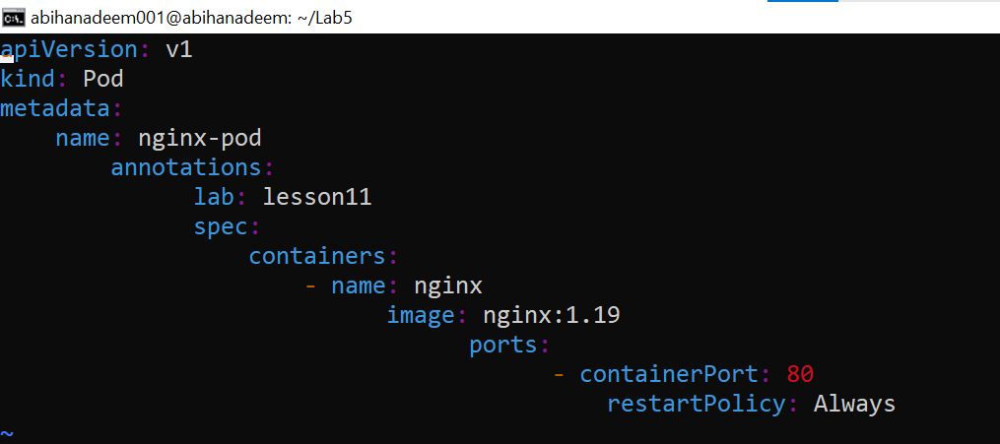 abihanadeem001@abihanadeem: ~/Lab5
apiVersion: v1
kind: Pod
metadata:
    name: nginx-pod
        annotations:
              lab: lesson11
              spec:
                  containers:
                      - name: nginx
                            image: nginx:1.19
                                  ports:
                                        - containerPort: 80
                                            restartPolicy: Always
~